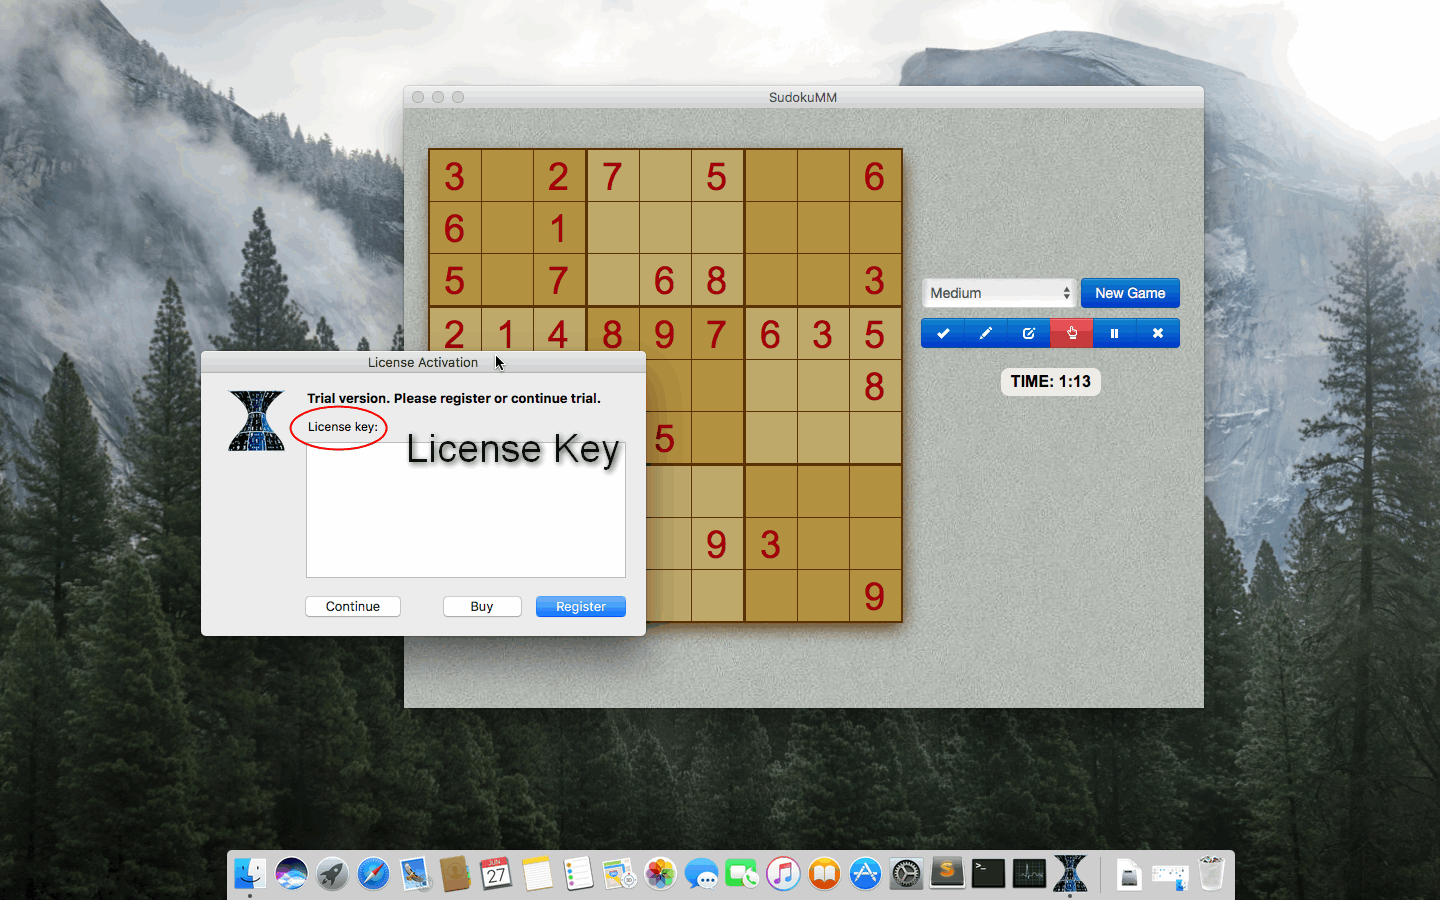 SudokuMM
3 2 7 5 6
6 1
5 7 6 8 3
2 1 4 8 9 7 6 3 5
8
5
9 3
9
Medium
New Game
TIME: 1:13
License Activation
Trial version. Please register or continue trial.
License key:
License Key
Continue
Buy
Register
JUN
27